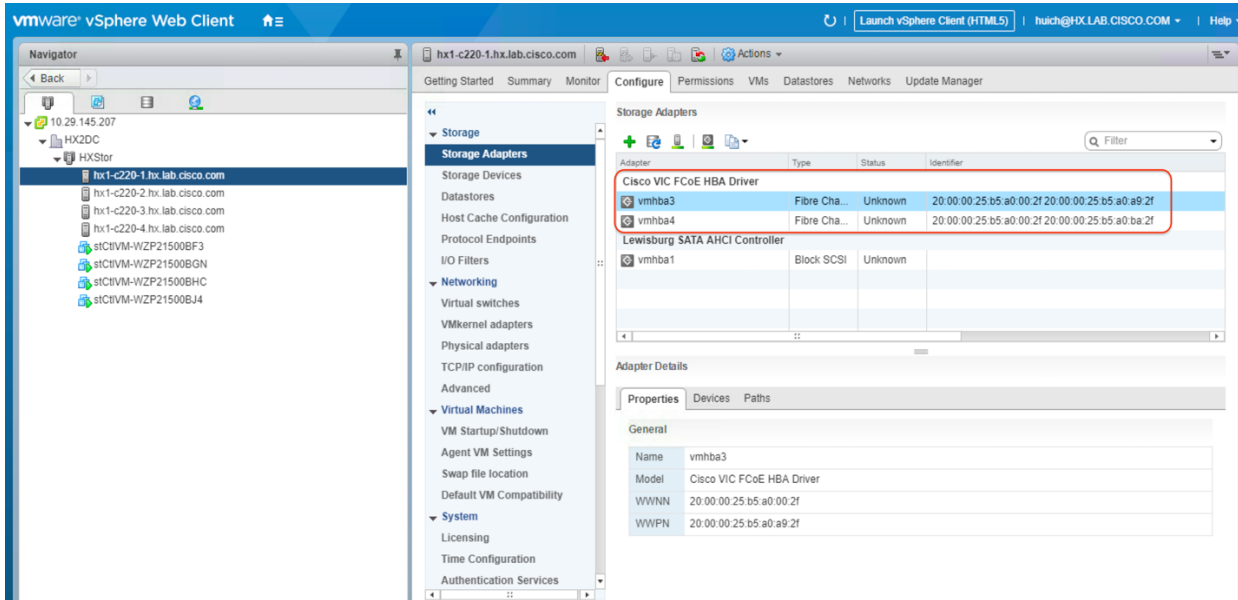 vmware® vSphere Web Client
Launch vSphere Client (HTML5) | huich@HX.LAB.CISCO.COM | Help
Navigator
Back
10.29.145.207
HX2DC
HXStor
hx1-c220-1.hx.lab.cisco.com
hx1-c220-2.hx.lab.cisco.com
hx1-c220-3.hx.lab.cisco.com
hx1-c220-4.hx.lab.cisco.com
stCtlVM-WZP21500BF3
stCtlVM-WZP21500BGN
stCtlVM-WZP21500BHC
stCtlVM-WZP21500BJ4
hx1-c220-1.hx.lab.cisco.com Actions
Getting Started Summary Monitor Configure Permissions VMs Datastores Networks Update Manager
Storage
Storage Adapters
Storage Devices
Datastores
Host Cache Configuration
Protocol Endpoints
I/O Filters
Networking
Virtual switches
VMkernel adapters
Physical adapters
TCP/IP configuration
Advanced
Virtual Machines
VM Startup/Shutdown
Agent VM Settings
Swap file location
Default VM Compatibility
System
Licensing
Time Configuration
Authentication Services
Storage Adapters
Filter
Adapter Type Status Identifier
Cisco VIC FCoE HBA Driver
vmhba3 Fibre Cha... Unknown 20:00:00:25:b5:a0:00:2f 20:00:00:25:b5:a0:a9:2f
vmhba4 Fibre Cha... Unknown 20:00:00:25:b5:a0:00:2f 20:00:00:25:b5:a0:ba:2f
Lewisburg SATA AHCI Controller
vmhba1 Block SCSI Unknown
Adapter Details
Properties Devices Paths
General
Name vmhba3
Model Cisco VIC FCoE HBA Driver
WWNN 20:00:00:25:b5:a0:00:2f
WWPN 20:00:00:25:b5:a0:a9:2f